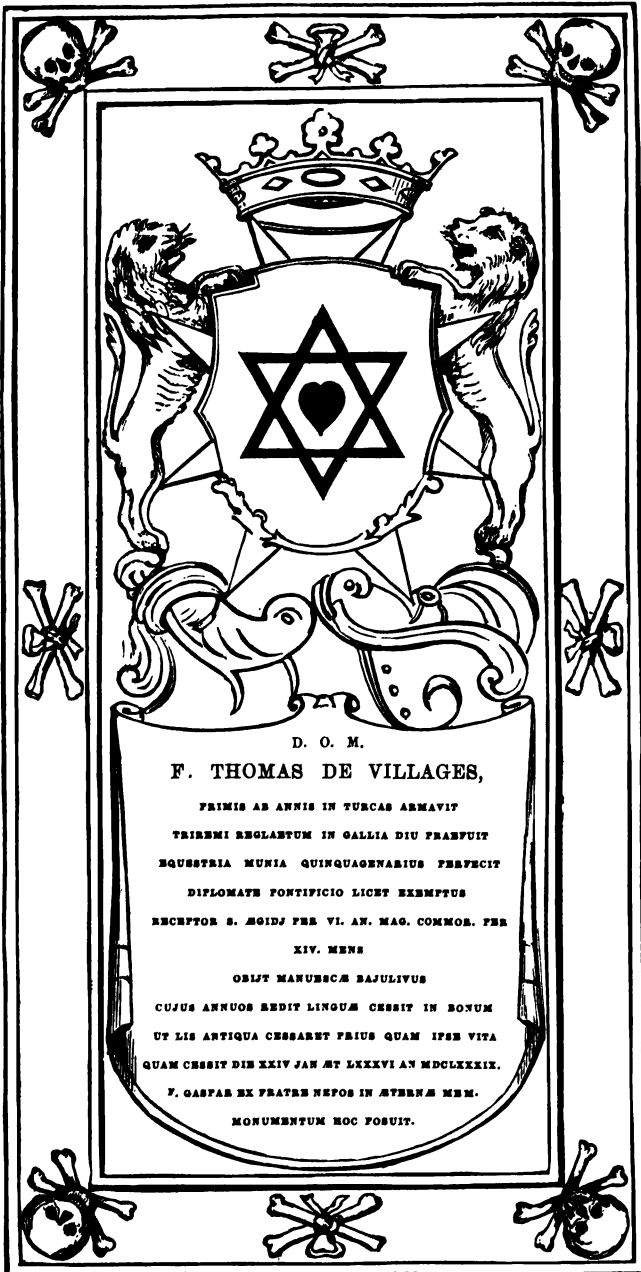 D. O. M.
F. THOMAS DE VILLAGES,
PRIMIS AB ANNIS IN TURCAS ARMAVIT
TRIREMI REGLAETUM IN GALLIA DIU PRAEFUIT
EQUESTRIA MUNIA QUINQUAGENARIUS PERFECIT
DIPLOMATE PONTIFICIO LICET EXEMPTUS
RECEPTOR S. ÆGIDJ PER VI. AN. MAG. COMMOR. PER
XIV. MENS
OBIJT MANUESCÆ BAJULIVUS
CUJUS ANNUOS REDIT LINGUÆ CESSIT IN BONUM
UT LIS ANTIQUA CESSARET PRIUS QUAM IPSE VITA
QUAM CESSIT DIE XXIV JAN ÆT LXXXVI AN MDCLXXXIX.
F. GASPAR EX FRATRE NEPOS IN ÆTERNÆ MEM.
MONUMENTUM HOC POSUIT.